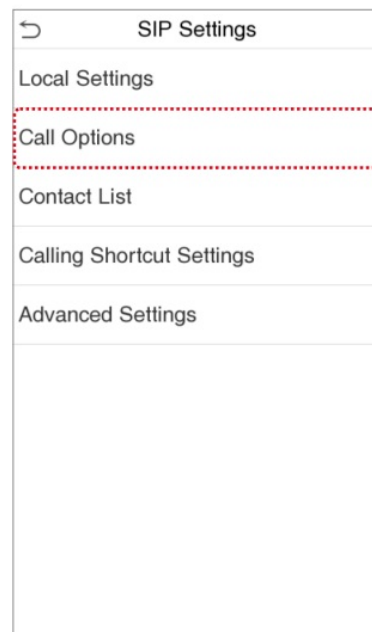 SIP Settings
Local Settings
Call Options
Contact List
Calling Shortcut Settings
Advanced Settings